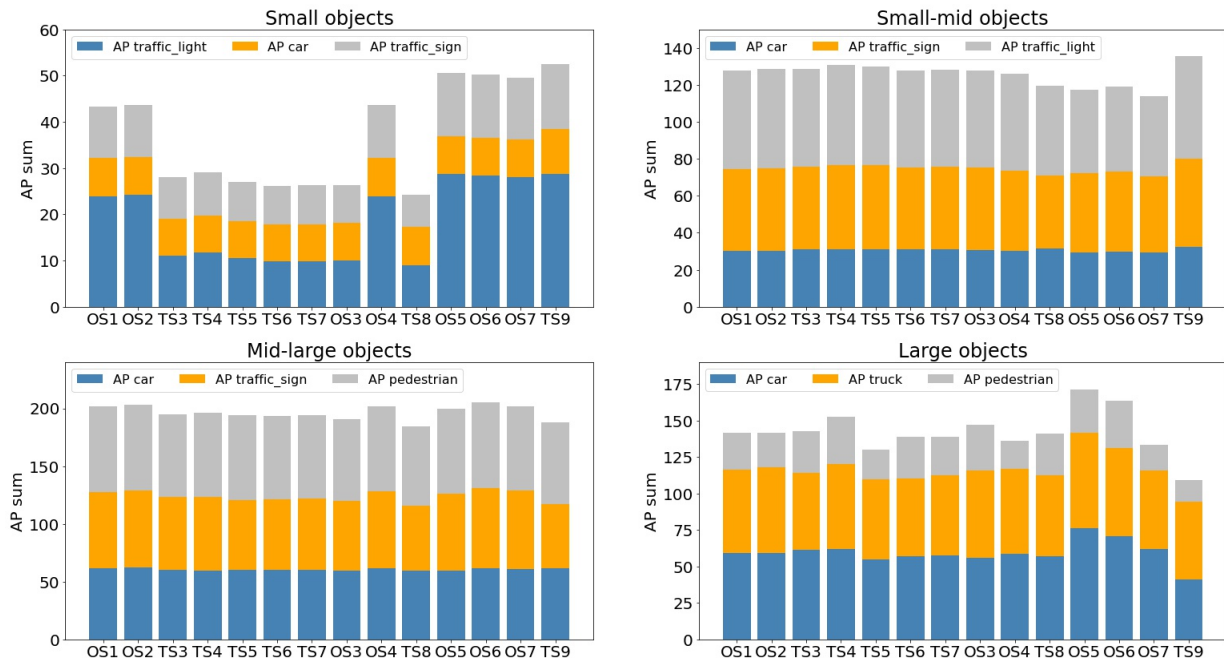 Small objects
AP traffic_light AP car AP traffic_sign
60
50
40
30
20
10
0
AP sum
OS1 OS2 TS3 TS4 TS5 TS6 TS7 OS3 OS4 TS8 OS5 OS6 OS7 TS9
Small-mid objects
AP car AP traffic_sign AP traffic_light
140
120
100
80
60
40
20
0
AP sum
OS1 OS2 TS3 TS4 TS5 TS6 TS7 OS3 OS4 TS8 OS5 OS6 OS7 TS9
Mid-large objects
AP car AP traffic_sign AP pedestrian
200
150
100
50
0
AP sum
OS1 OS2 TS3 TS4 TS5 TS6 TS7 OS3 OS4 TS8 OS5 OS6 OS7 TS9
Large objects
AP car AP truck AP pedestrian
175
150
125
100
75
50
25
0
AP sum
OS1 OS2 TS3 TS4 TS5 TS6 TS7 OS3 OS4 TS8 OS5 OS6 OS7 TS9